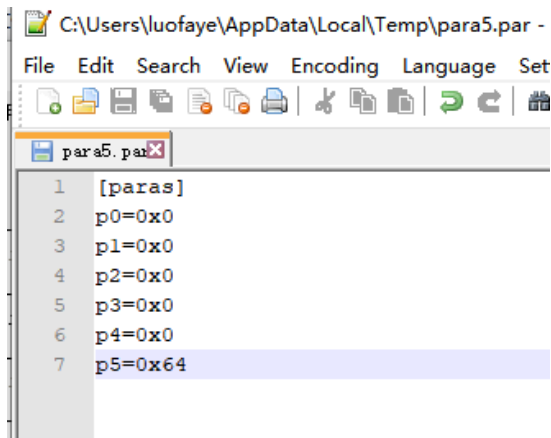 C:\Users\luofaye\AppData\Local\Temp\para5.par -
File Edit Search View Encoding Language Set
para5.par
1 [paras]
2 p0=0x0
3 p1=0x0
4 p2=0x0
5 p3=0x0
6 p4=0x0
7 p5=0x64